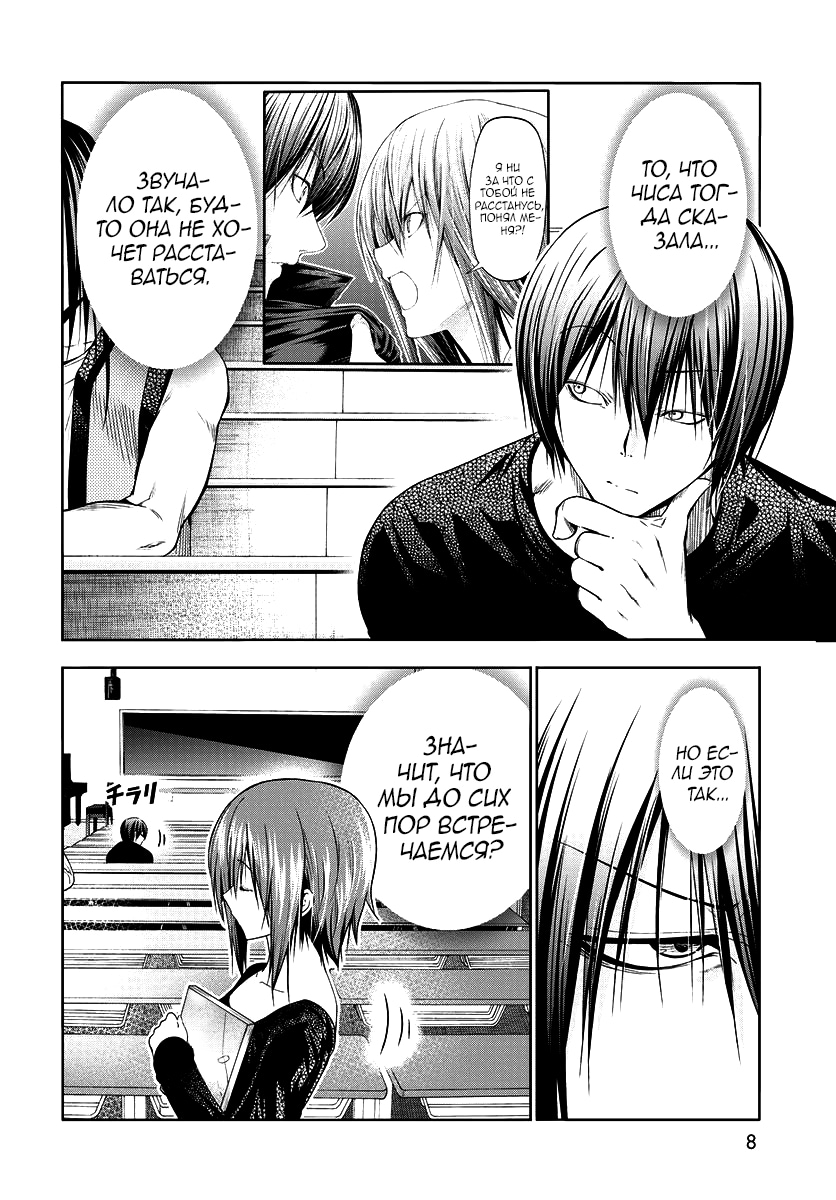 ТО, ЧТО
ЧИСА ТОГ-
ДА СКА-
ЗАЛА...
Я НИ
ЗА ЧТО С
ТОБОЙ НЕ
РАССТАНУСЬ,
ПОНЯЛ МЕ-
НЯ?!
ЗВУЧА-
ЛО ТАК, БУД-
ТО ОНА НЕ ХО-
ЧЕТ РАССТА-
ВАТЬСЯ.
НО ЕС-
ЛИ ЭТО
ТАК...
ЗНА-
ЧИТ, ЧТО
МЫ ДО СИХ
ПОР ВСТРЕ-
ЧАЕМСЯ?
チラリ
8